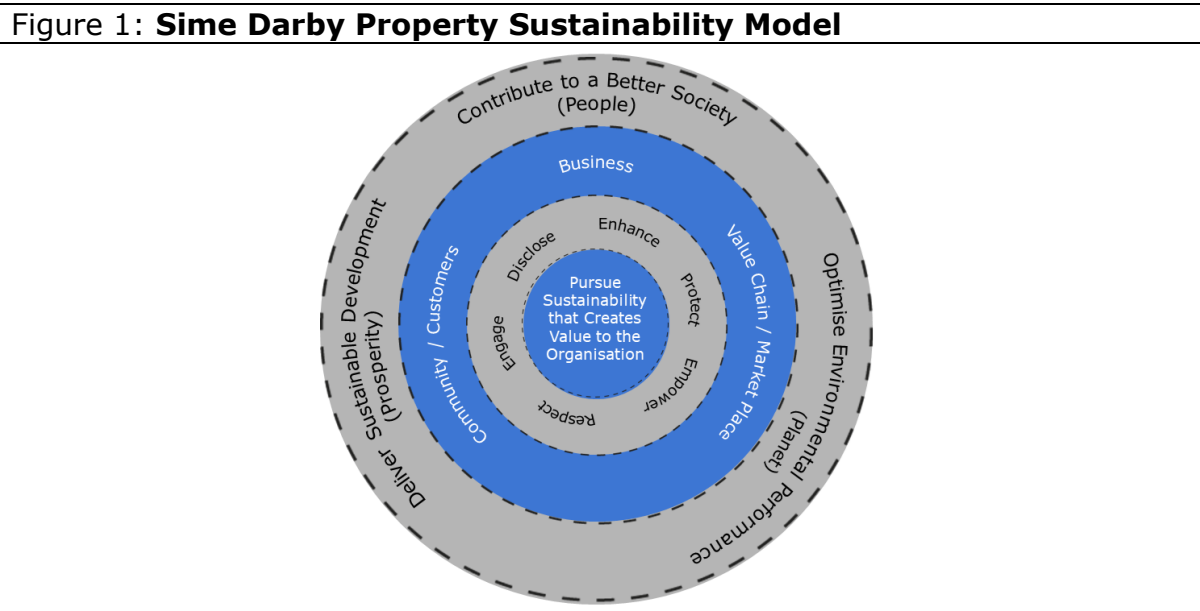 Figure 1: Sime Darby Property Sustainability Model
Contribute to a Better Society
(People)
Optimise Environmental Performance
(Planet)
Deliver Sustainable Development
(Prosperity)
Business
Value Chain / Market Place
Community / Customers
Enhance
Protect
Empower
Respect
Engage
Disclose
Pursue
Sustainability
that Creates
Value to the
Organisation